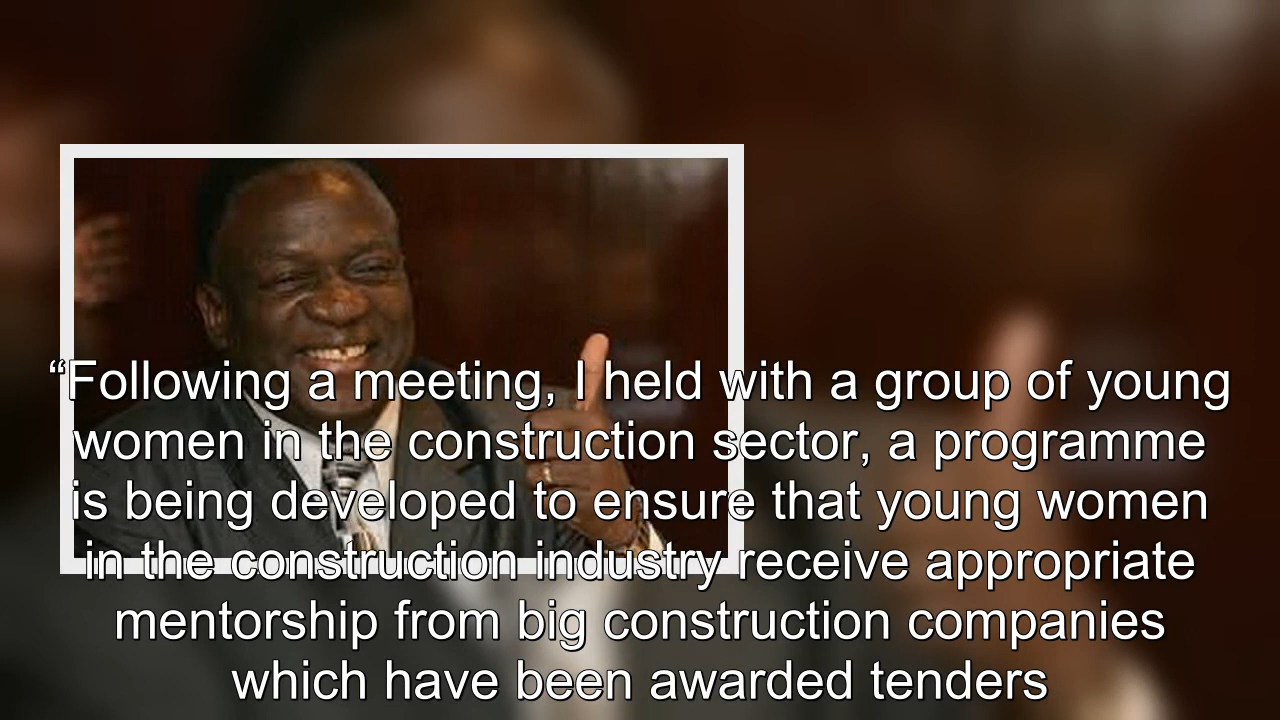 “Following a meeting, I held with a group of young
women in the construction sector, a programme
is being developed to ensure that young women
in the construction industry receive appropriate
mentorship from big construction companies
which have been awarded tenders